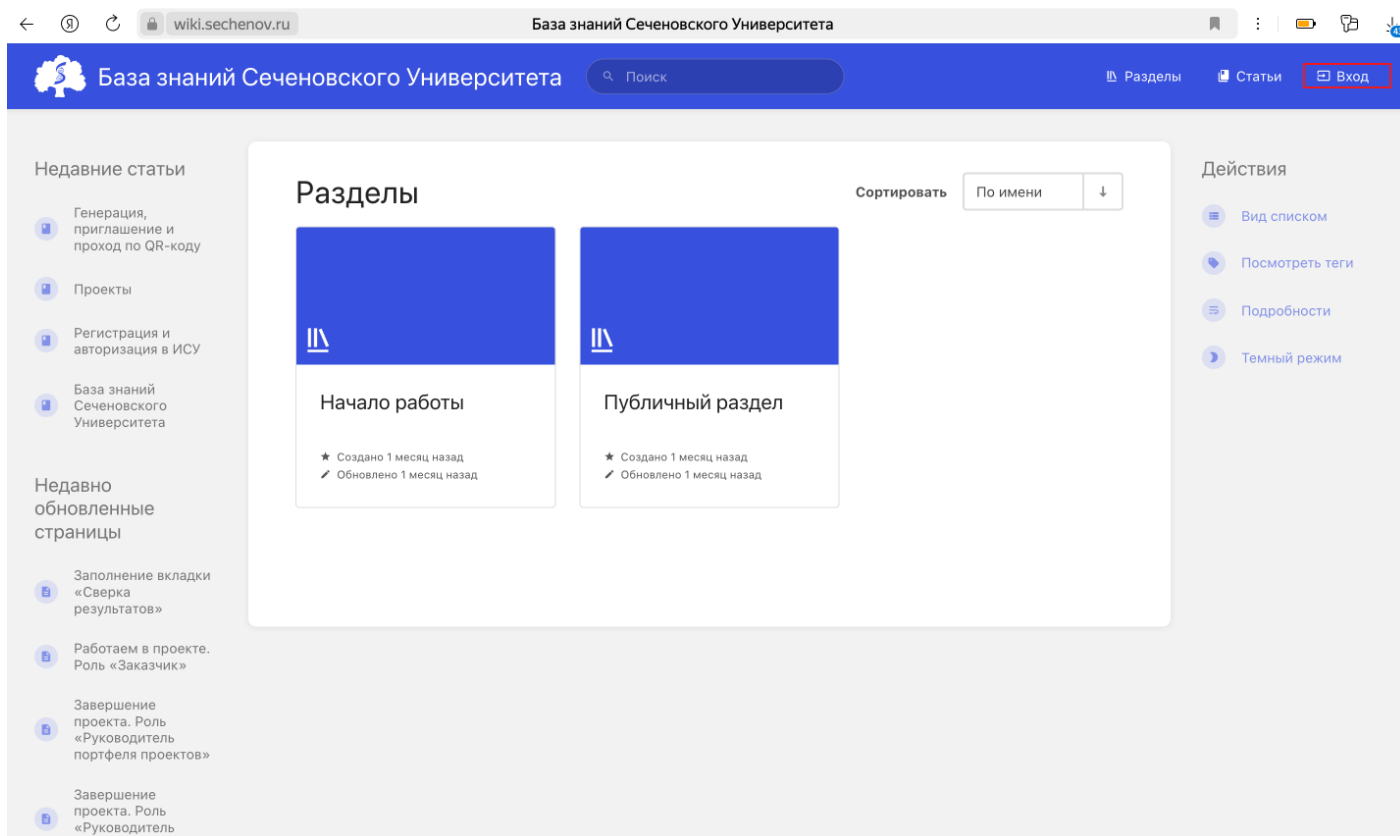 wiki.sechenov.ru
База знаний Сеченовского Университета
База знаний Сеченовского Университета
Поиск
Разделы
Статьи
Вход
Недавние статьи
Генерация,
приглашение и
проход по QR-коду
Проекты
Регистрация и
авторизация в ИСУ
База знаний
Сеченовского
Университета
Недавно
обновленные
страницы
Заполнение вкладки
«Сверка
результатов»
Работаем в проекте.
Роль «Заказчик»
Завершение
проекта. Роль
«Руководитель
портфеля проектов»
Завершение
проекта. Роль
«Руководитель
Разделы
Сортировать
По имени
Начало работы
Создано 1 месяц назад
Обновлено 1 месяц назад
Публичный раздел
Создано 1 месяц назад
Обновлено 1 месяц назад
Действия
Вид списком
Посмотреть теги
Подробности
Темный режим